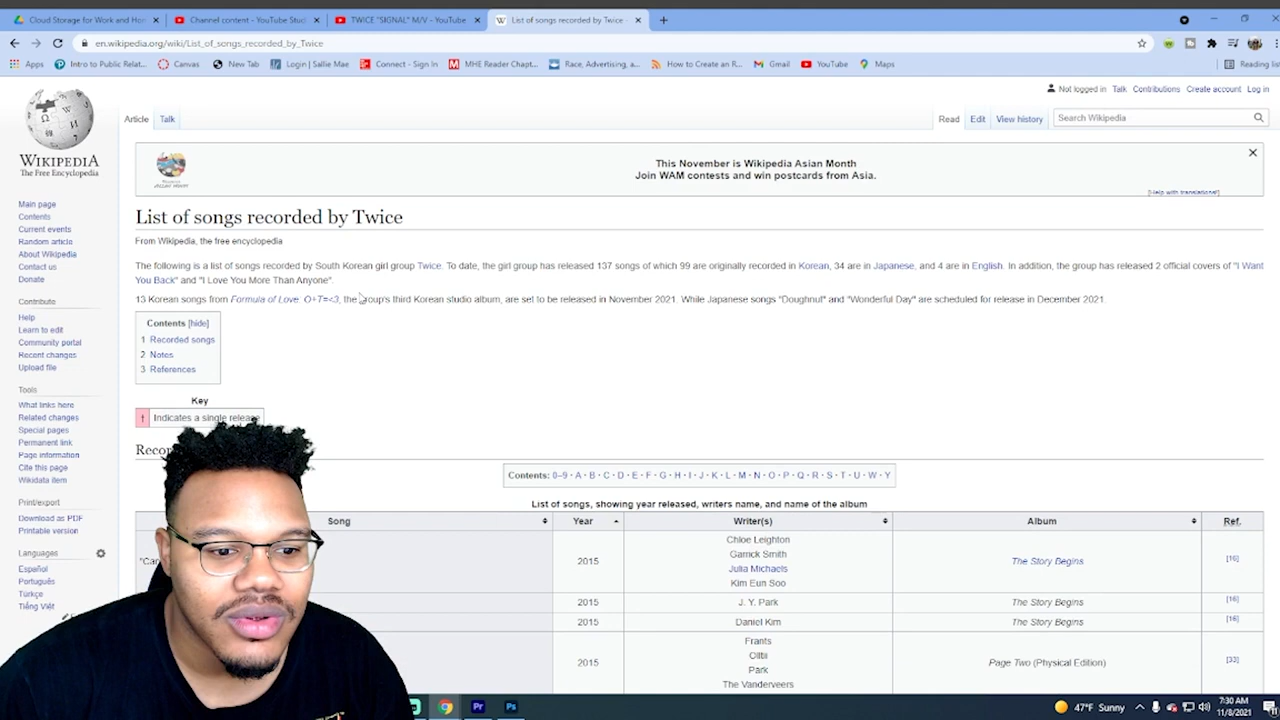 Cloud Storage for Work and Hom
Channel content - YouTube Stud
TWICE "SIGNAL" M/V - YouTube
List of songs recorded by Twice -
en.wikipedia.org/wiki/List_of_songs_recorded_by_Twice
Apps
Intro to Public Relat...
Canvas
New Tab
Login | Sallie Mae
Connect - Sign In
MHE Reader Chapt...
Race, Advertising, a...
How to Create an R...
Gmail
YouTube
Maps
Reading list
Not logged in Talk Contributions Create account Log in
WIKIPEDIA
The Free Encyclopedia
Article Talk
Read Edit View history
Search Wikipedia
This November is Wikipedia Asian Month
Join WAM contests and win postcards from Asia.
[Help with translations!]
Main page
Contents
Current events
Random article
About Wikipedia
Contact us
Donate
Contribute
Help
Learn to edit
Community portal
Recent changes
Upload file
Tools
What links here
Related changes
Special pages
Permanent link
Page information
Cite this page
Wikidata item
Print/export
Download as PDF
Printable version
Languages
Español
Português
Türkçe
Tiếng Việt
List of songs recorded by Twice
From Wikipedia, the free encyclopedia
The following is a list of songs recorded by South Korean girl group Twice. To date, the girl group has released 137 songs of which 99 are originally recorded in Korean, 34 are in Japanese, and 4 are in English. In addition, the group has released 2 official covers of "I Want
You Back" and "I Love You More Than Anyone".
13 Korean songs from Formula of Love: O+T=<3, the group's third Korean studio album, are set to be released in November 2021. While Japanese songs "Doughnut" and "Wonderful Day" are scheduled for release in December 2021.
Contents [hide]
1 Recorded songs
2 Notes
3 References
Key
† Indicates a single release
Recor
Contents: 0–9 · A · B · C · D · E · F · G · H · I · J · K · L · M · N · O · P · Q · R · S · T · U · W · Y
List of songs, showing year released, writers name, and name of the album
Song Year Writer(s) Album Ref.
"Can
2015
Chloe Leighton
Garrick Smith
Julia Michaels
Kim Eun Soo
The Story Begins
[16]
2015 J. Y. Park The Story Begins [16]
2015 Daniel Kim The Story Begins [16]
2015
Frants
Olltii
Park
The Vanderveers
Page Two (Physical Edition)
[33]
47°F Sunny
7:30 AM
11/8/2021